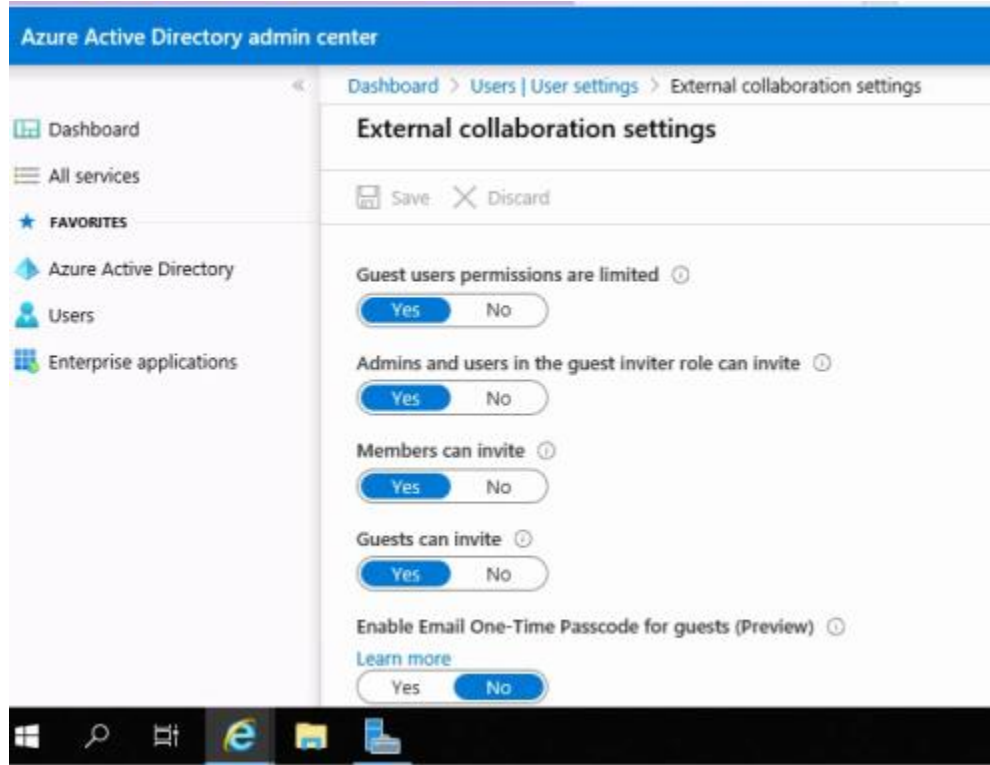 Azure Active Directory admin center
«
Dashboard > Users | User settings > External collaboration settings
Dashboard
All services
FAVORITES
Azure Active Directory
Users
Enterprise applications
External collaboration settings
Save Discard
Guest users permissions are limited
Yes No
Admins and users in the guest inviter role can invite
Yes No
Members can invite
Yes No
Guests can invite
Yes No
Enable Email One-Time Passcode for guests (Preview)
Learn more
Yes No